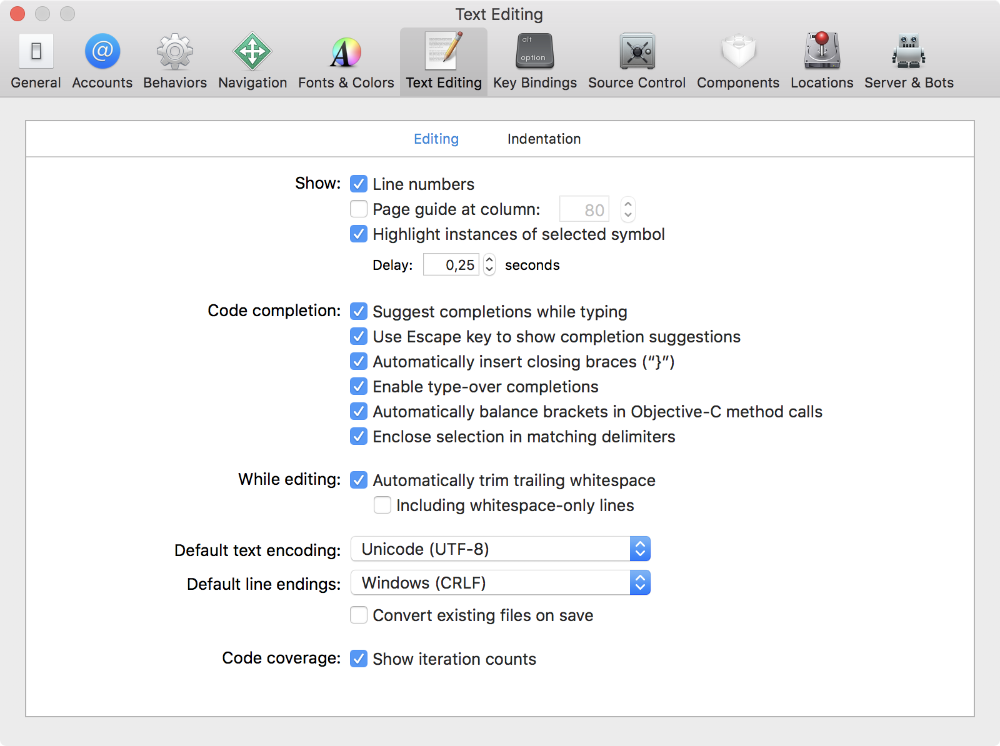 Text Editing
General Accounts Behaviors Navigation Fonts & Colors Text Editing Key Bindings Source Control Components Locations Server & Bots
@
A
alt
option
Editing Indentation
Show: Line numbers
Page guide at column: 80
Highlight instances of selected symbol
Delay: 0,25 seconds
Code completion: Suggest completions while typing
Use Escape key to show completion suggestions
Automatically insert closing braces (“}”)
Enable type-over completions
Automatically balance brackets in Objective-C method calls
Enclose selection in matching delimiters
While editing: Automatically trim trailing whitespace
Including whitespace-only lines
Default text encoding: Unicode (UTF-8)
Default line endings: Windows (CRLF)
Convert existing files on save
Code coverage: Show iteration counts